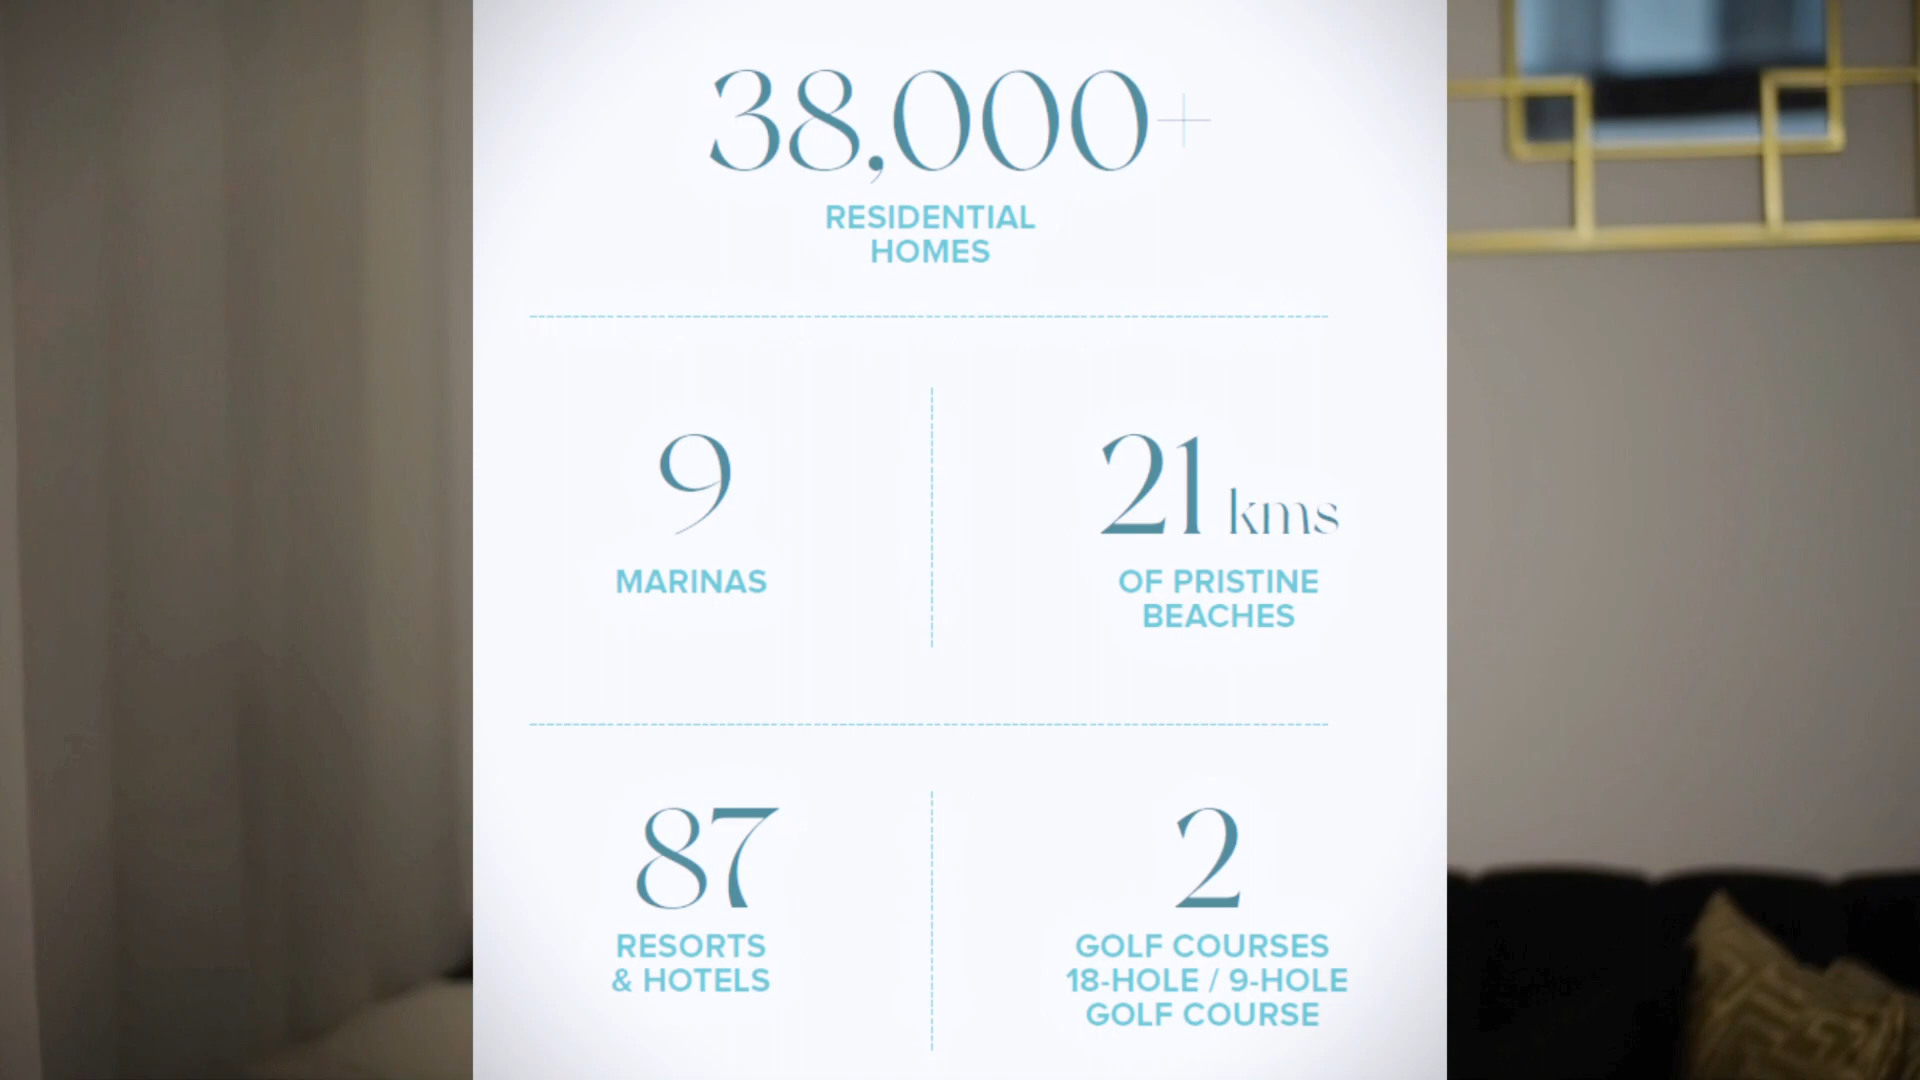 38,000+
RESIDENTIAL
HOMES
9
MARINAS
21 kms
OF PRISTINE
BEACHES
87
RESORTS
& HOTELS
2
GOLF COURSES
18-HOLE / 9-HOLE
GOLF COURSE